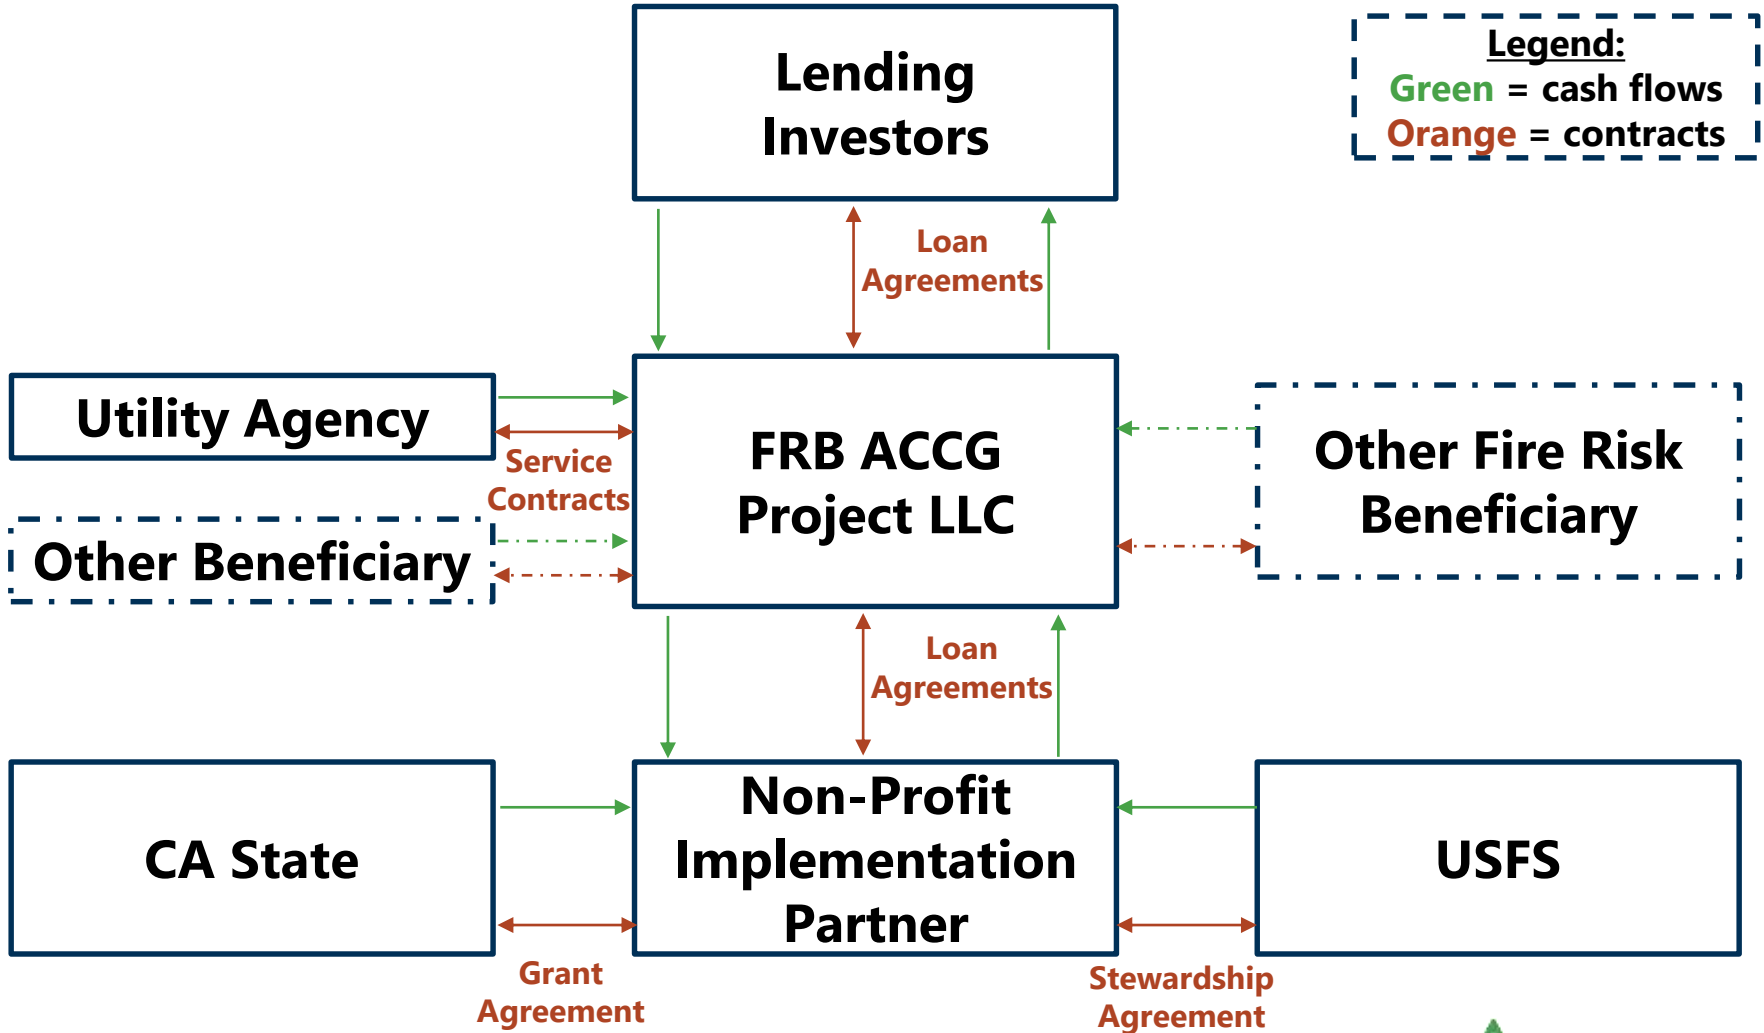 Lending
Investors
Legend:
Green = cash flows
Orange = contracts
Loan
Agreements
Utility Agency
Service
Contracts
Other Beneficiary
FRB ACCG
Project LLC
Other Fire Risk
Beneficiary
Loan
Agreements
CA State
Non-Profit
Implementation
Partner
USFS
Grant
Agreement
Stewardship
Agreement